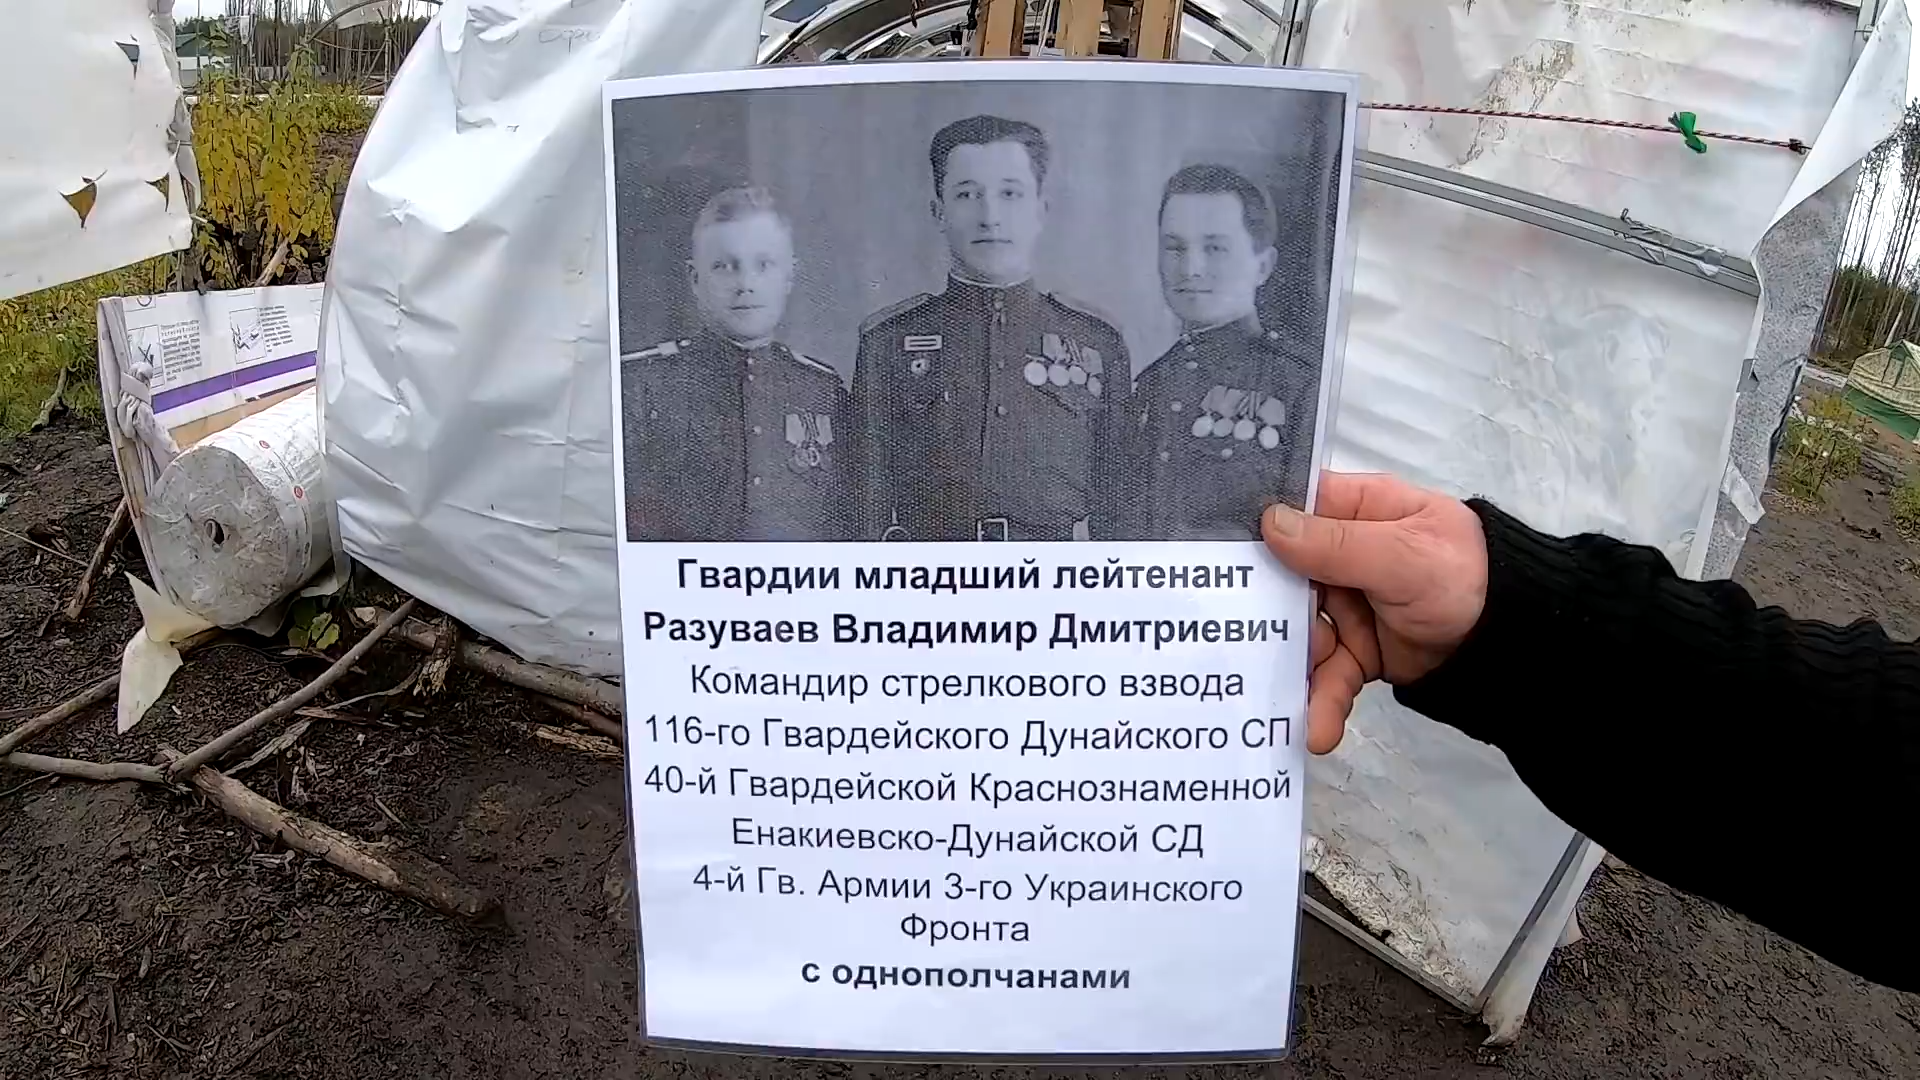 Гвардии младший лейтенант
Разуваев Владимир Дмитриевич
Командир стрелкового взвода
116-го Гвардейского Дунайского СП
40-й Гвардейской Краснознаменной
Енакиевско-Дунайской СД
4-й Гв. Армии 3-го Украинского
Фронта
с однополчанами